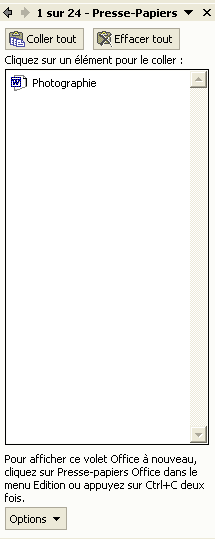 1 sur 24 - Presse-Papiers
Coller tout Effacer tout
Cliquez sur un élément pour le coller :
Photographie
Pour afficher ce volet Office à nouveau,
cliquez sur Presse-papiers Office dans le
menu Edition ou appuyez sur Ctrl+C deux
fois.
Options